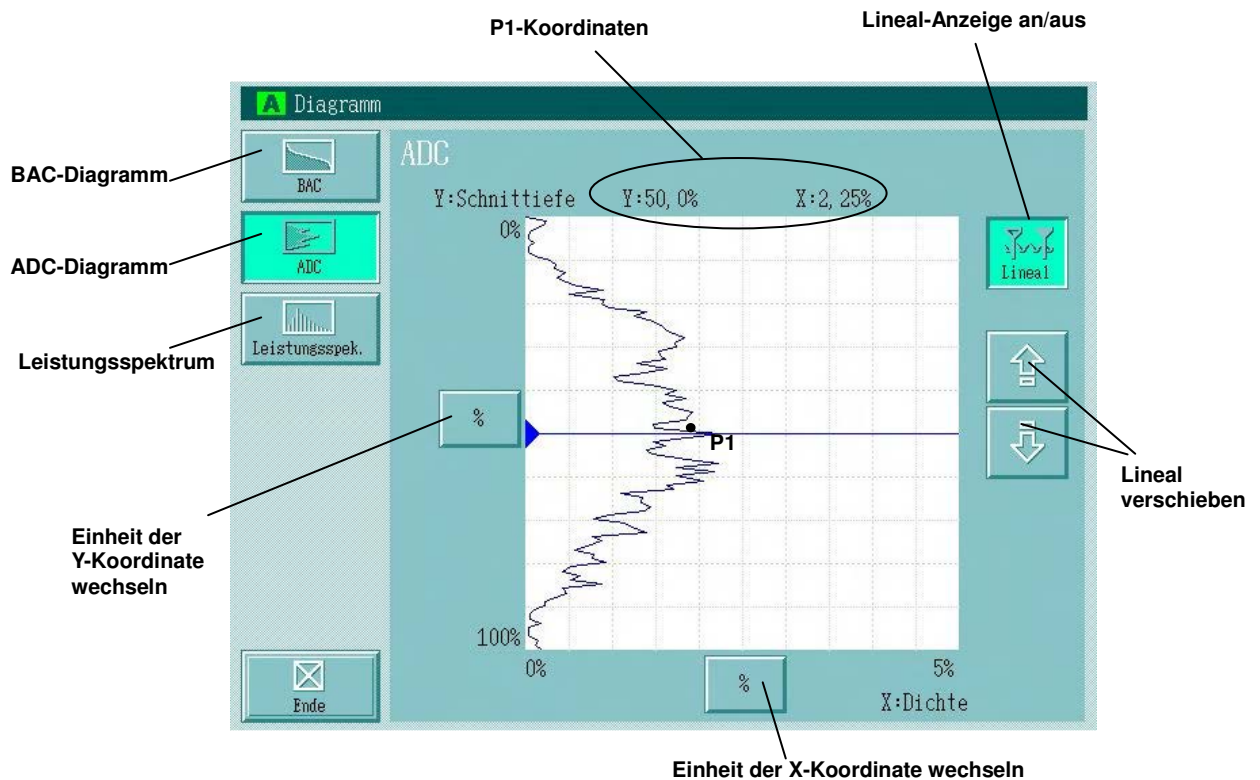 P1-Koordinaten
Lineal-Anzeige an/aus
A Diagramm
BAC-Diagramm
BAC
ADC
Y:Schnittiefe Y:50,0% X:2,25%
0%
ADC-Diagramm
ADC
Lineal
Leistungsspektrum
Leistungsspek.
%
P1
Lineal
verschieben
Einheit der
Y-Koordinate
wechseln
100%
0%
5%
%
X:Dichte
Ende
Einheit der X-Koordinate wechseln